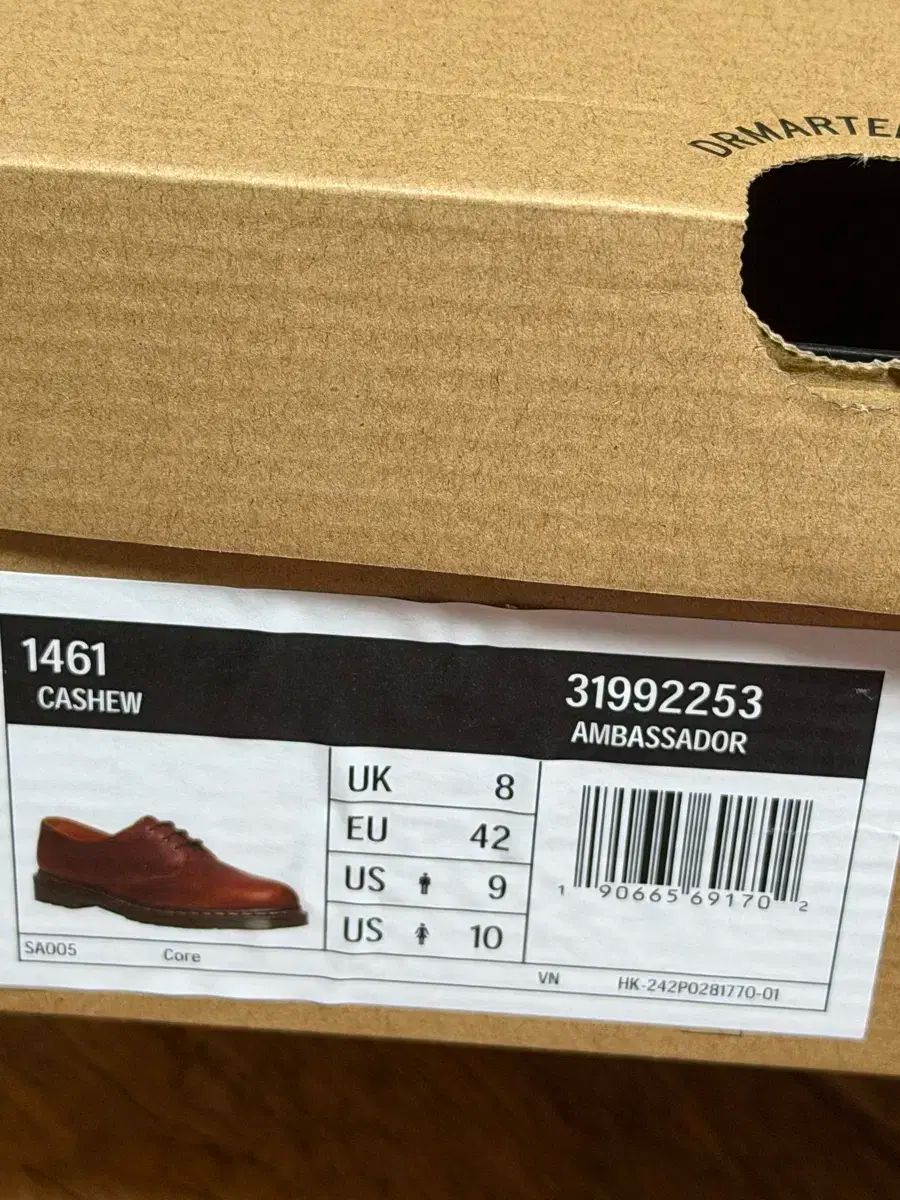 1461
CASHEW
31992253
AMBASSADOR
UK 8
EU 42
US 9
US 10
1 90665 69170 2
SA005 Core
VN HK-242P0281770-01